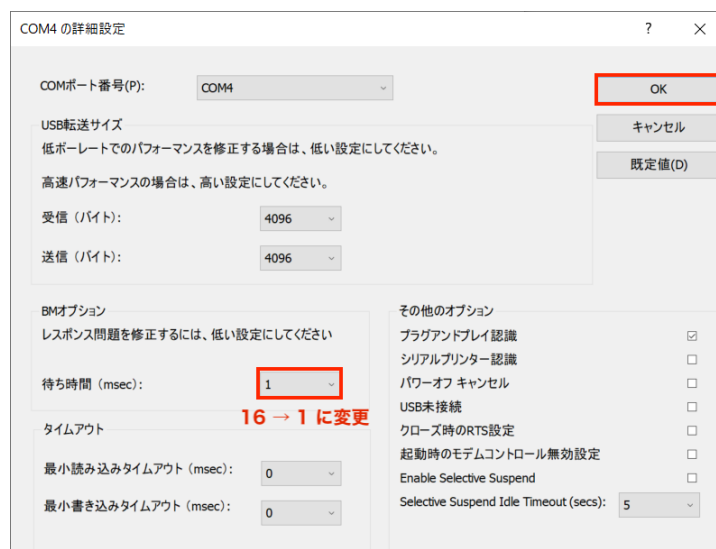 COM4 の詳細設定
? ×
COMポート番号(P): COM4
OK
USB転送サイズ
キャンセル
低ボーレートでのパフォーマンスを修正する場合は、低い設定にしてください。
既定値(D)
高速パフォーマンスの場合は、高い設定にしてください。
受信 (バイト): 4096
送信 (バイト): 4096
BMオプション
レスポンス問題を修正するには、低い設定にしてください
待ち時間 (msec): 1
16 → 1 に変更
タイムアウト
最小読み込みタイムアウト (msec): 0
最小書き込みタイムアウト (msec): 0
その他のオプション
プラグアンドプレイ認識
シリアルプリンター認識
パワーオフ キャンセル
USB未接続
クローズ時のRTS設定
起動時のモデムコントロール無効設定
Enable Selective Suspend
Selective Suspend Idle Timeout (secs): 5